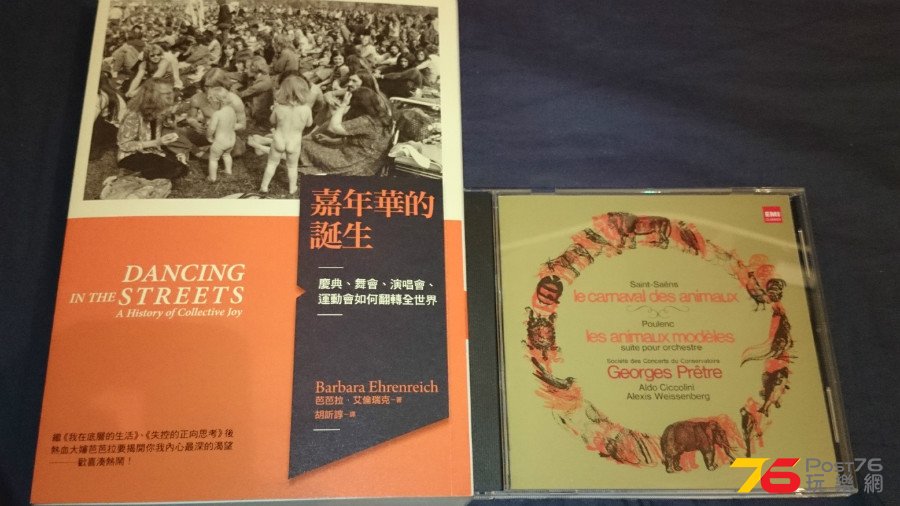 嘉年華的
誕生
慶典、舞會、演唱會、
運動會如何翻轉全世界
DANCING
IN THE STREETS
A History of Collective Joy
Barbara Ehrenreich
芭芭拉・艾倫瑞克—著
胡訢諄—譯
繼《我在底層的生活》、《失控的正向思考》後
熱血大嬸芭芭拉要揭開你我內心最深的渴望
———歡喜湊熱鬧！
EMI
CLASSICS
Saint-Saëns
le carnaval des animaux
Poulenc
les animaux modèles
suite pour orchestre
Société des Concerts du Conservatoire
Georges Prêtre
Aldo Ciccolini
Alexis Weissenberg
76 Post76
玩樂網